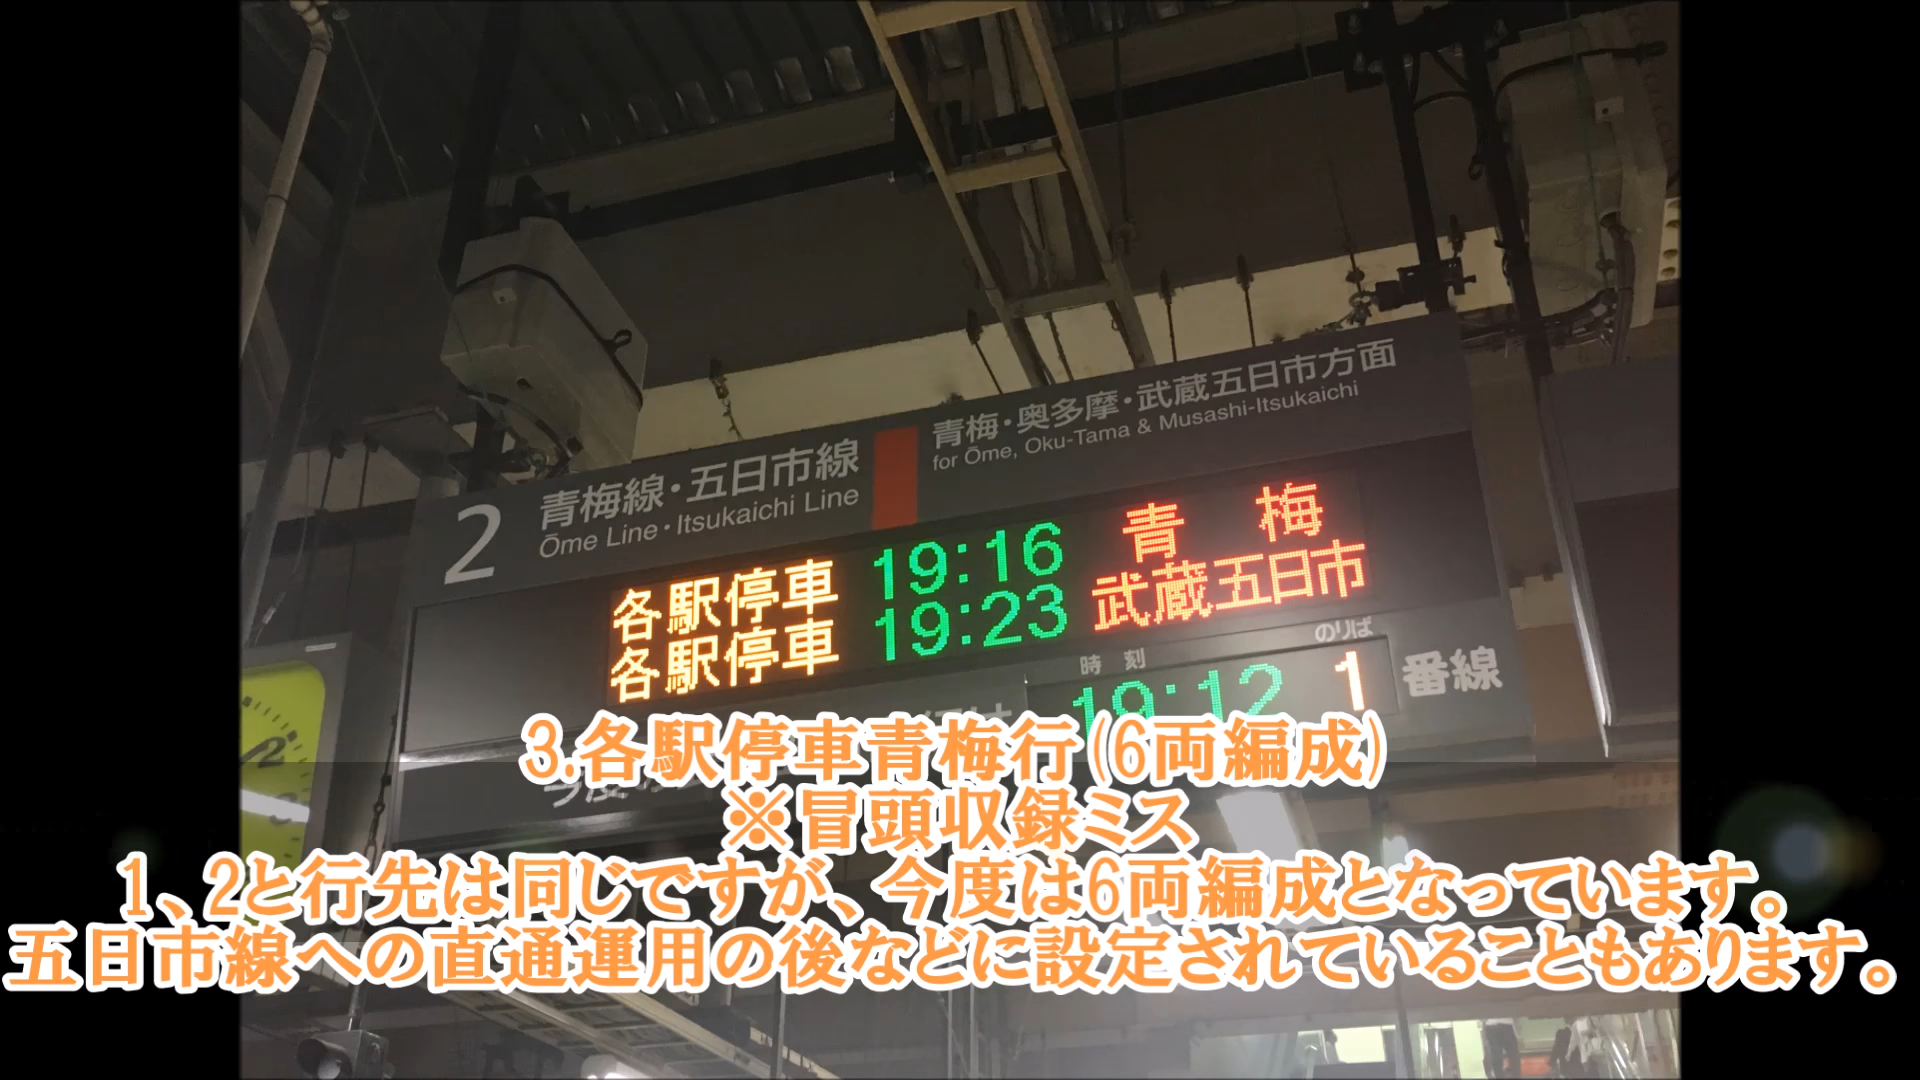 2
青梅線・五日市線
Ōme Line・Itsukaichi Line
青梅・奥多摩・武蔵五日市方面
for Ōme, Oku-Tama & Musashi-Itsukaichi
各駅停車 19:16 青梅
各駅停車 19:23 武蔵五日市
時刻 のりば
19:12 1 番線
3.各駅停車青梅行(6両編成)
※冒頭収録ミス
1、2と行先は同じですが、今度は6両編成となっています。
五日市線への直通運用の後などに設定されていることもあります。